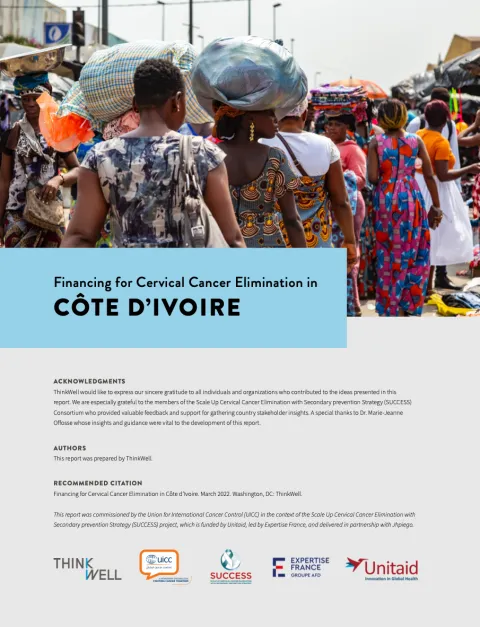 Financing for Cervical Cancer Elimination in
CÔTE D'IVOIRE
ACKNOWLEDGMENTS
ThinkWell would like to express our sincere gratitude to all individuals and organizations who contributed to the ideas presented in this
report. We are especially grateful to the members of the Scale Up Cervical Cancer Elimination with Secondary prevention Strategy (SUCCESS)
Consortium who provided valuable feedback and support for gathering country stakeholder insights. A special thanks to Dr. Marie-Jeanne
Offosse whose insights and guidance were vital to the development of this report.
AUTHORS
This report was prepared by ThinkWell.
RECOMMENDED CITATION
Financing for Cervical Cancer Elimination in Côte d'Ivoire. March 2022. Washington, DC: ThinkWell.
This report was commissioned by the Union for International Cancer Control (UICC) in the context of the Scale Up Cervical Cancer Elimination with
Secondary prevention Strategy (SUCCESS) project, which is funded by Unitaid, led by Expertise France, and delivered in partnership with Jhpiego.
THINK
WELL
UICC
SUCCESS
EXPERTISE
FRANCE
GROUPE AFD
Unitaid
Innovation in Global Health